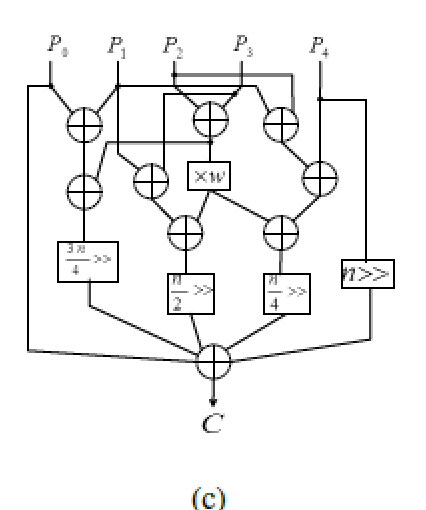 P₀ P₁ P₂ P₃ P₄
×w
3n/4 >>
n/2 >>
n/4 >>
n>>
C
(c)